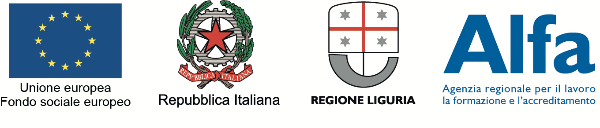 Unione europea
Fondo sociale europeo
REPVBBLICA ITALIANA
Repubblica Italiana
REGIONE LIGURIA
Alfa
Agenzia regionale per il lavoro
la formazione e l'accreditamento